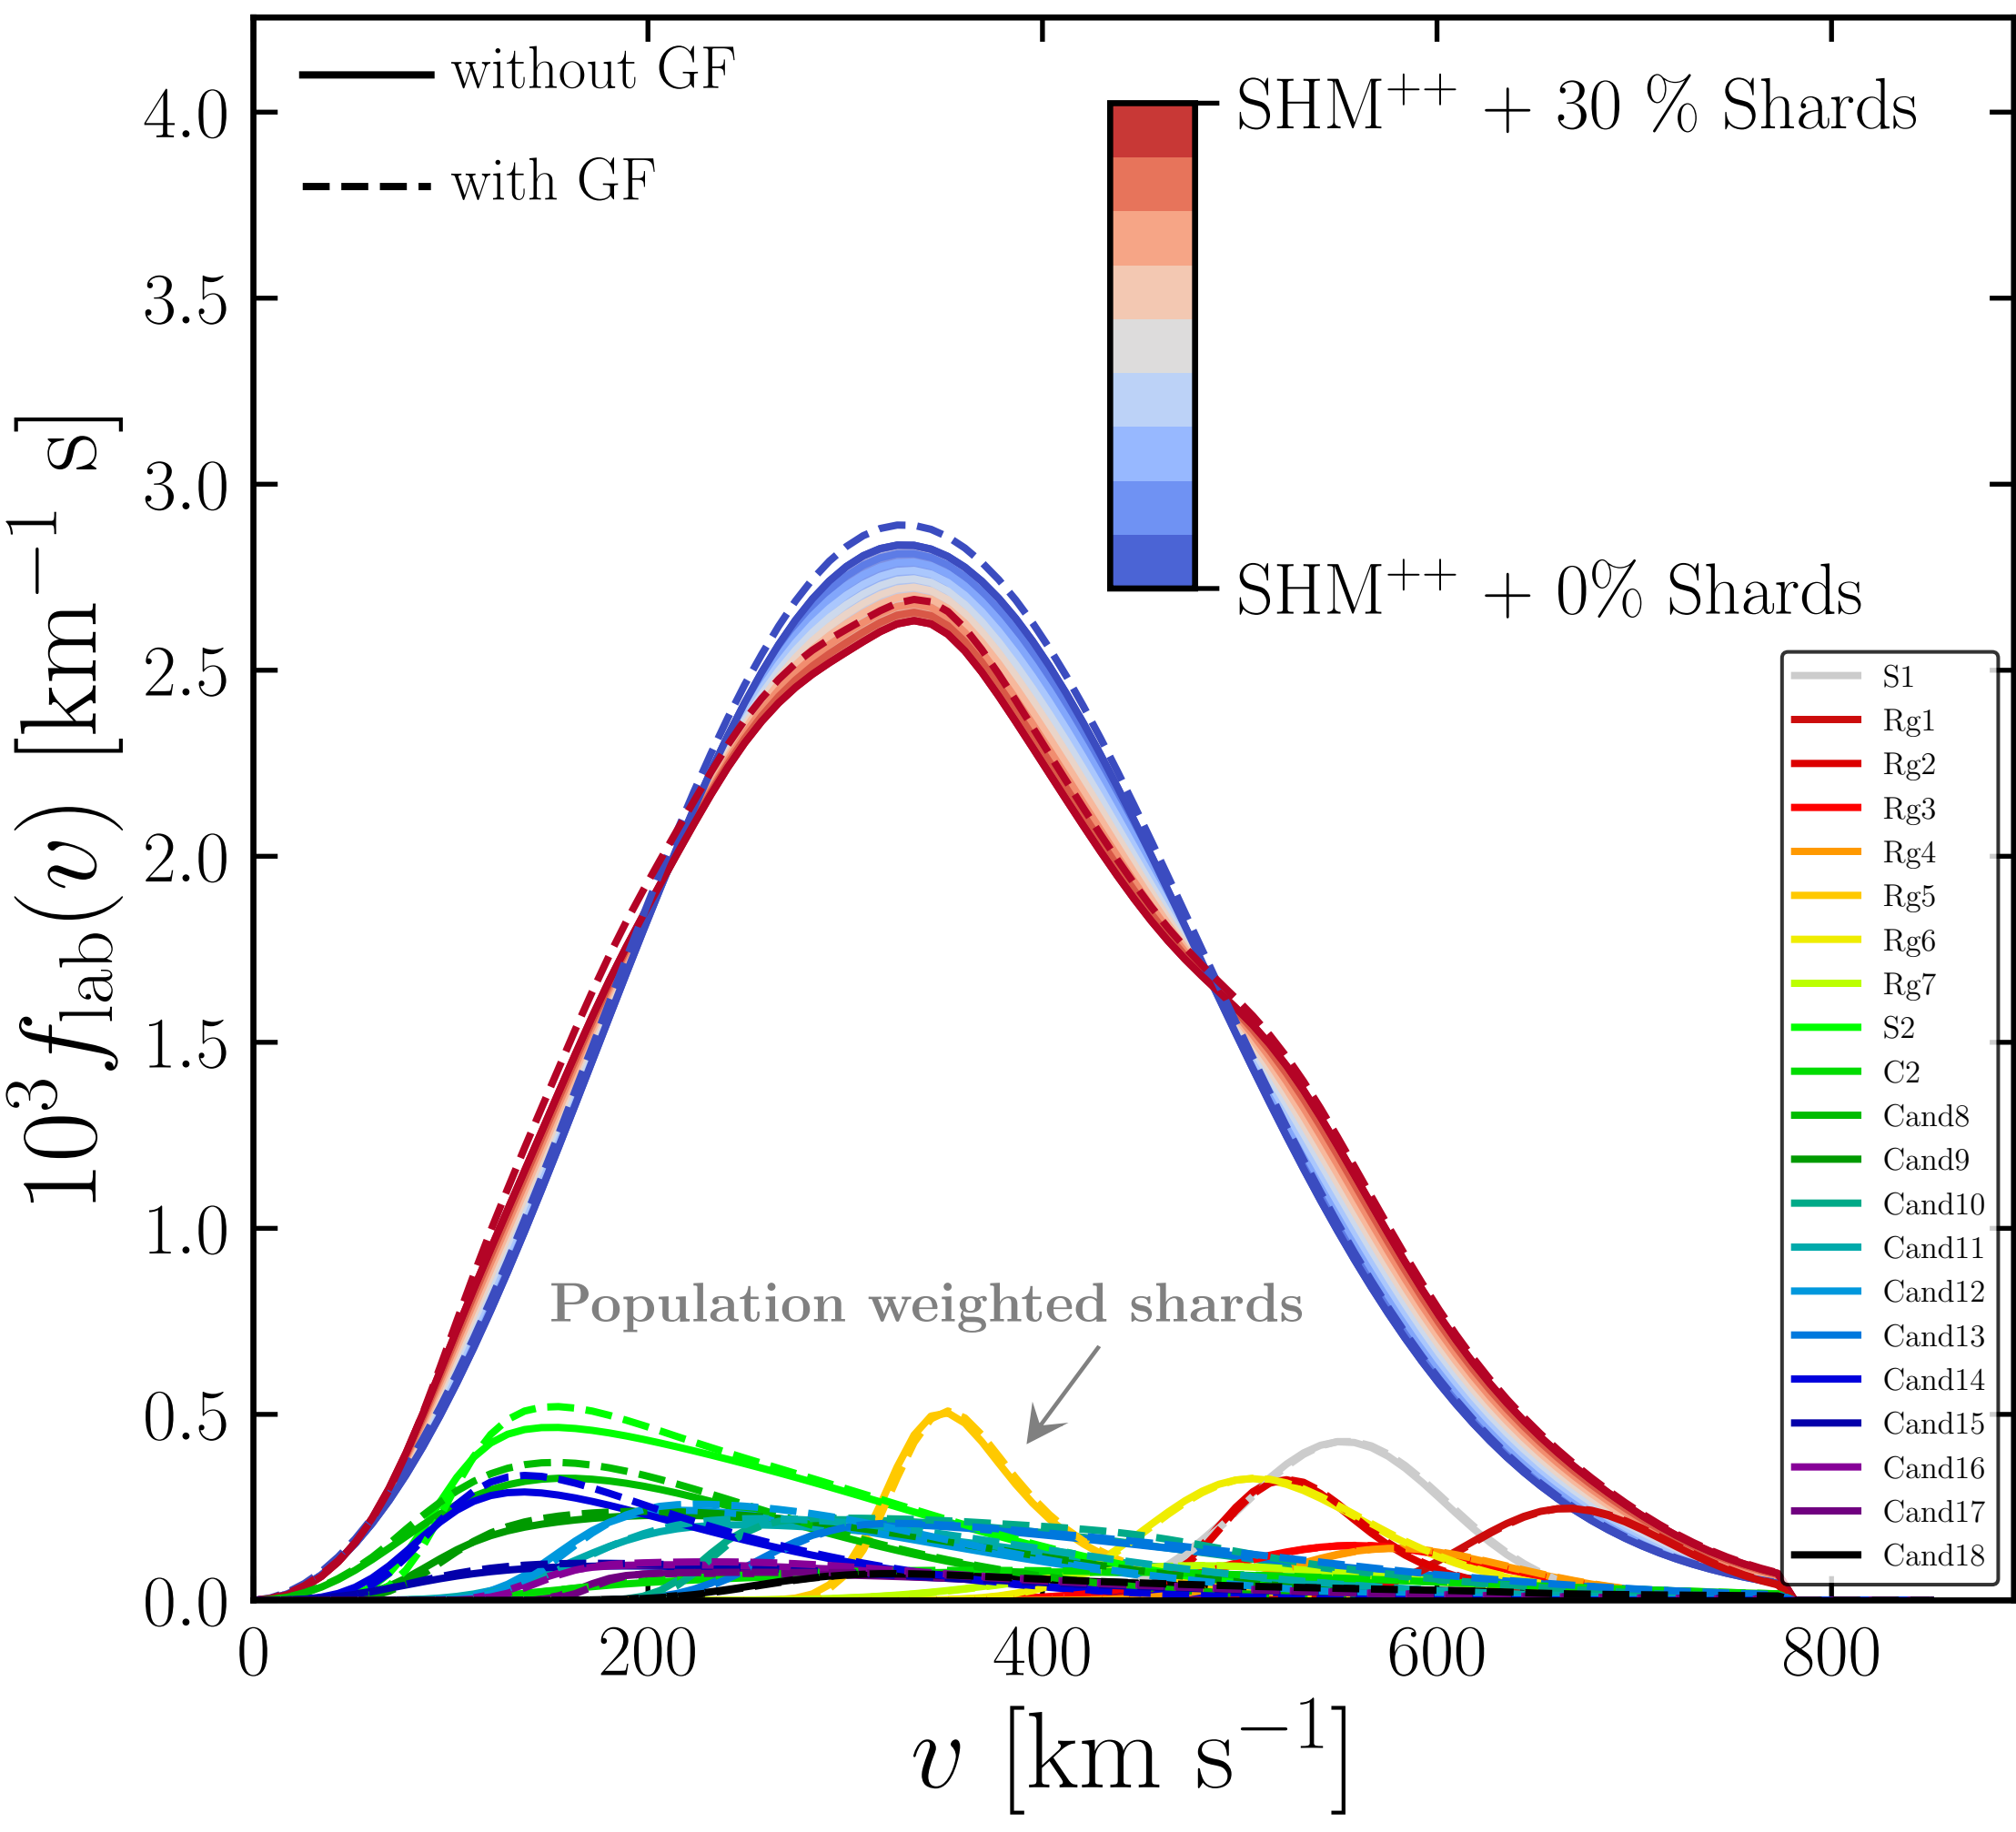 without GF
with GF
SHM++ + 30 % Shards
SHM++ + 0% Shards
10³ f_lab(v) [km⁻¹ s]
4.0
3.5
3.0
2.5
2.0
1.5
1.0
0.5
0.0
Population weighted shards
S1
Rg1
Rg2
Rg3
Rg4
Rg5
Rg6
Rg7
S2
C2
Cand8
Cand9
Cand10
Cand11
Cand12
Cand13
Cand14
Cand15
Cand16
Cand17
Cand18
0 200 400 600 800
v [km s⁻¹]